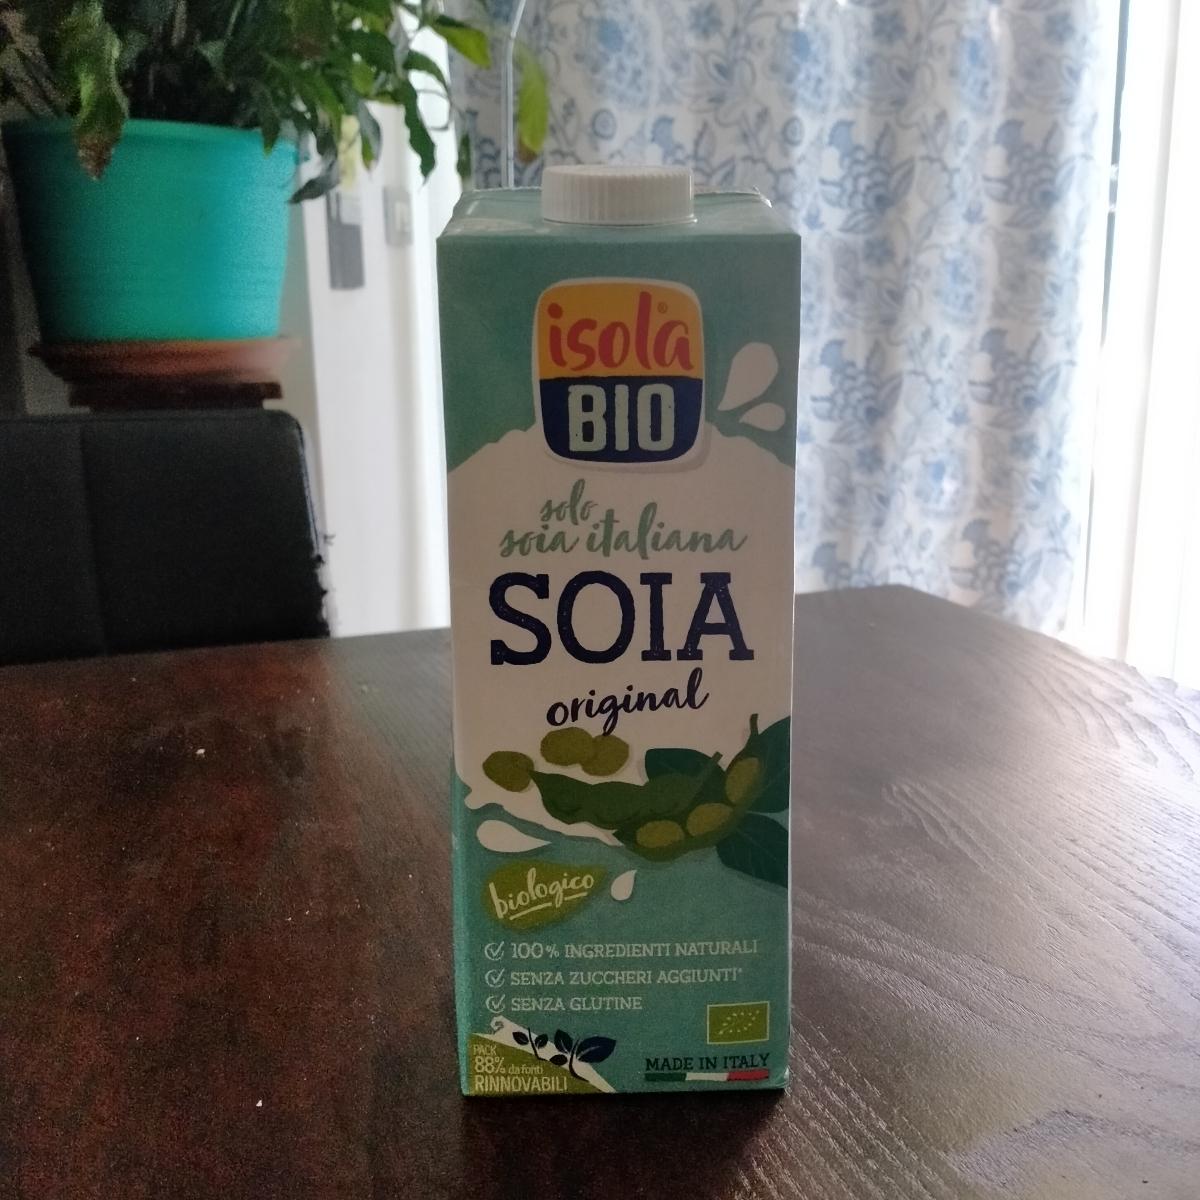 isola®
BIO
solo
soia italiana
SOIA
original
biologico
100% INGREDIENTI NATURALI
SENZA ZUCCHERI AGGIUNTI*
SENZA GLUTINE
PACK
88% da fonti
RINNOVABILI
MADE IN ITALY